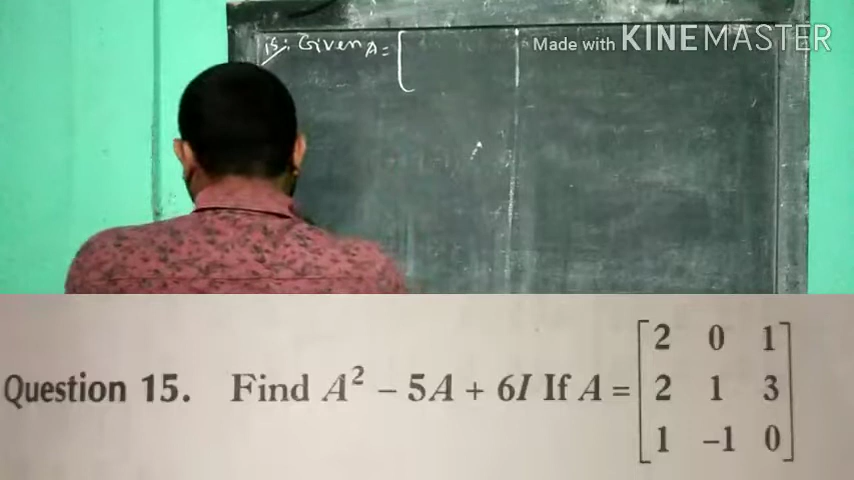 15. Given A = [
Made with KINEMASTER
Question 15. Find A² – 5A + 6I If A = [2 0 1
2 1 3
1 –1 0]